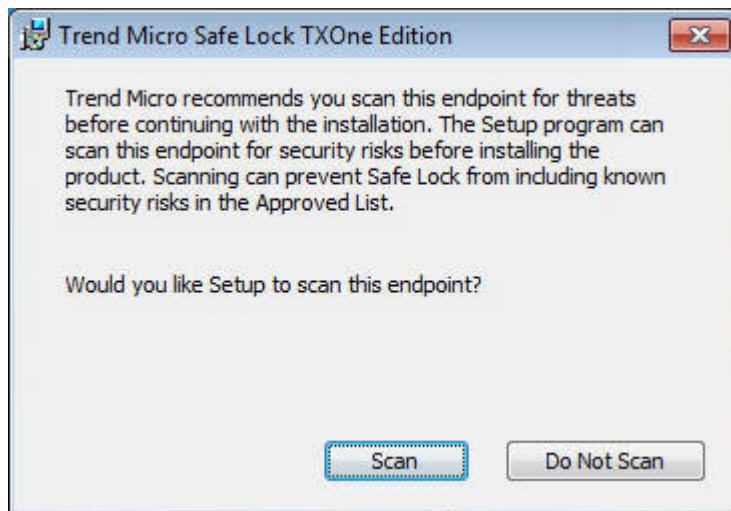 Trend Micro Safe Lock TXOne Edition
Trend Micro recommends you scan this endpoint for threats
before continuing with the installation. The Setup program can
scan this endpoint for security risks before installing the
product. Scanning can prevent Safe Lock from including known
security risks in the Approved List.
Would you like Setup to scan this endpoint?
Scan
Do Not Scan